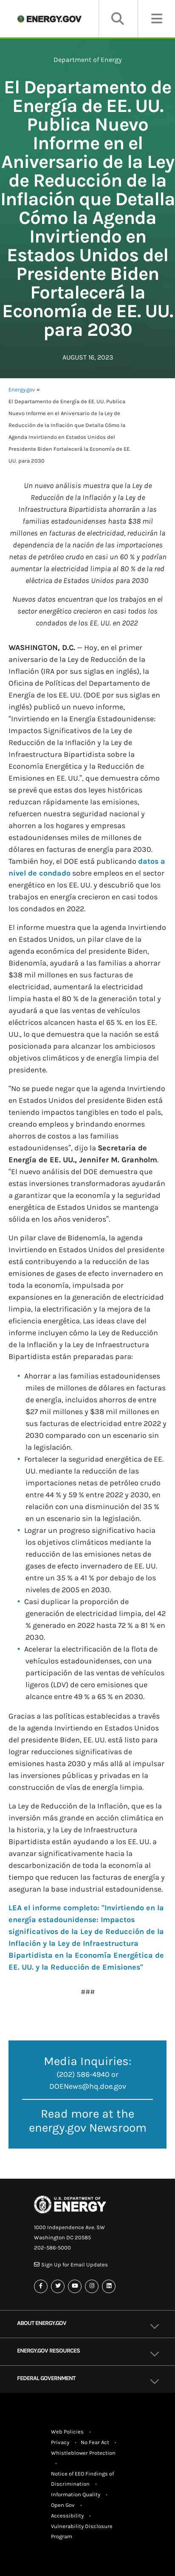 ENERGY.GOV
Department of Energy
El Departamento de
Energía de EE. UU.
Publica Nuevo
Informe en el
Aniversario de la Ley
de Reducción de la
Inflación que Detalla
Cómo la Agenda
Invirtiendo en
Estados Unidos del
Presidente Biden
Fortalecerá la
Economía de EE. UU.
para 2030
AUGUST 16, 2023
Energy.gov »
El Departamento de Energía de EE. UU. Publica
Nuevo Informe en el Aniversario de la Ley de
Reducción de la Inflación que Detalla Cómo la
Agenda Invirtiendo en Estados Unidos del
Presidente Biden Fortalecerá la Economía de EE.
UU. para 2030
Un nuevo análisis muestra que la Ley de
Reducción de la Inflación y la Ley de
Infraestructura Bipartidista ahorrarán a las
familias estadounidenses hasta $38 mil
millones en facturas de electricidad, reducirán la
dependencia de la nación de las importaciones
netas de petróleo crudo casi un 60 % y podrían
aumentar la electricidad limpia al 80 % de la red
eléctrica de Estados Unidos para 2030
Nuevos datos encuentran que los trabajos en el
sector energético crecieron en casi todos los
condados de los EE. UU. en 2022
WASHINGTON, D.C. — Hoy, en el primer
aniversario de la Ley de Reducción de la
Inflación (IRA por sus siglas en inglés), la
Oficina de Políticas del Departamento de
Energía de los EE. UU. (DOE por sus siglas en
inglés) publicó un nuevo informe,
"Invirtiendo en la Energía Estadounidense:
Impactos Significativos de la Ley de
Reducción de la Inflación y la Ley de
Infraestructura Bipartidista sobre la
Economía Energética y la Reducción de
Emisiones en EE. UU.", que demuestra cómo
se prevé que estas leyes históricas
reduzcan rápidamente las emisiones,
refuercen nuestra seguridad nacional y
ahorren a los hogares y empresas
estadounidenses miles de millones de
dólares en facturas de energía para 2030.
También hoy, el DOE está publicando datos a
nivel de condado sobre empleos en el sector
energético en los EE. UU. y descubrió que los
trabajos en energía crecieron en casi todos
los condados en 2022.
El informe muestra que la agenda Invirtiendo
en Estados Unidos, un pilar clave de la
agenda económica del presidente Biden,
Bidenomía, ayudará a las familias a ahorrar
$38 mil millones en sus facturas de
electricidad, aumentará la electricidad
limpia hasta el 80 % de la generación total y
ayudará a que las ventas de vehículos
eléctricos alcancen hasta el 65 %. en los EE.
UU., lo que demuestra que la nación se está
posicionada para alcanzar los ambiciosos
objetivos climáticos y de energía limpia del
presidente.
"No se puede negar que la agenda Invirtiendo
en Estados Unidos del presidente Biden está
teniendo impactos tangibles en todo el país,
creando empleos y brindando enormes
ahorros de costos a las familias
estadounidenses", dijo la Secretaria de
Energía de EE. UU., Jennifer M. Granholm.
"El nuevo análisis del DOE demuestra que
estas inversiones transformadoras ayudarán
a garantizar que la economía y la seguridad
energética de Estados Unidos se mantenga
sólida en los años venideros".
Un pilar clave de Bidenomía, la agenda
Invirtiendo en Estados Unidos del presidente
está trabajando en la reducción de las
emisiones de gases de efecto invernadero
en toda la economía, impulsada por
expansiones en la generación de electricidad
limpia, la electrificación y la mejora de la
eficiencia energética. Las ideas clave del
informe incluyen cómo la Ley de Reducción
de la Inflación y la Ley de Infraestructura
Bipartidista están preparadas para:
• Ahorrar a las familias estadounidenses
miles de millones de dólares en facturas
de energía, incluidos ahorros de entre
$27 mil millones y $38 mil millones en
sus facturas de electricidad entre 2022 y
2030 comparado con un escenario sin
la legislación.
• Fortalecer la seguridad energética de EE.
UU. mediante la reducción de las
importaciones netas de petróleo crudo
entre 44 % y 59 % entre 2022 y 2030, en
comparación con una disminución del 35 %
en un escenario sin la legislación.
• Lograr un progreso significativo hacia
los objetivos climáticos mediante la
reducción de las emisiones netas de
gases de efecto invernadero en EE. UU.
entre un 35 % a 41 % por debajo de los
niveles de 2005 en 2030.
• Casi duplicar la proporción de
generación de electricidad limpia, del 42
% generado en 2022 hasta 72 % a 81 % en
2030.
• Acelerar la electrificación de la flota de
vehículos estadounidenses, con una
participación de mercado de vehículos
ligeros (LDV) de cero emisiones que
alcance entre 49 % a 65 % en 2030.
Gracias a las políticas establecidas a través
de la agenda Invirtiendo en Estados Unidos
del presidente Biden, EE. UU. está listo para
lograr reducciones significativas de
emisiones hasta 2030 y más allá al impulsar
la inversión en los sectores privados y en la
construcción de vías de energía limpia.
La Ley de Reducción de la Inflación, que es la
inversión más grande en acción climática en
la historia, y la Ley de Infraestructura
Bipartidista están ayudando a los EE. UU. a
avanzar significativamente hacia la
descarbonización de toda la economía al
tiempo que reducen las facturas de energía y
aseguran la base industrial estadounidense.
LEA el informe completo: "Invirtiendo en la
energía estadounidense: Impactos
significativos de la Ley de Reducción de la
Inflación y la Ley de Infraestructura
Bipartidista en la Economía Energética de
EE. UU. y la Reducción de Emisiones"
###
Media Inquiries:
(202) 586-4940 or
DOENews@hq.doe.gov
Read more at the
energy.gov Newsroom
U.S. DEPARTMENT OF
ENERGY
1000 Independence Ave. SW
Washington DC 20585
202-586-5000
Sign Up for Email Updates
ABOUT ENERGY.GOV
ENERGY.GOV RESOURCES
FEDERAL GOVERNMENT
Web Policies •
Privacy • No Fear Act •
Whistleblower Protection
•
Notice of EEO Findings of
Discrimination •
Information Quality •
Open Gov •
Accessibility •
Vulnerability Disclosure
Program